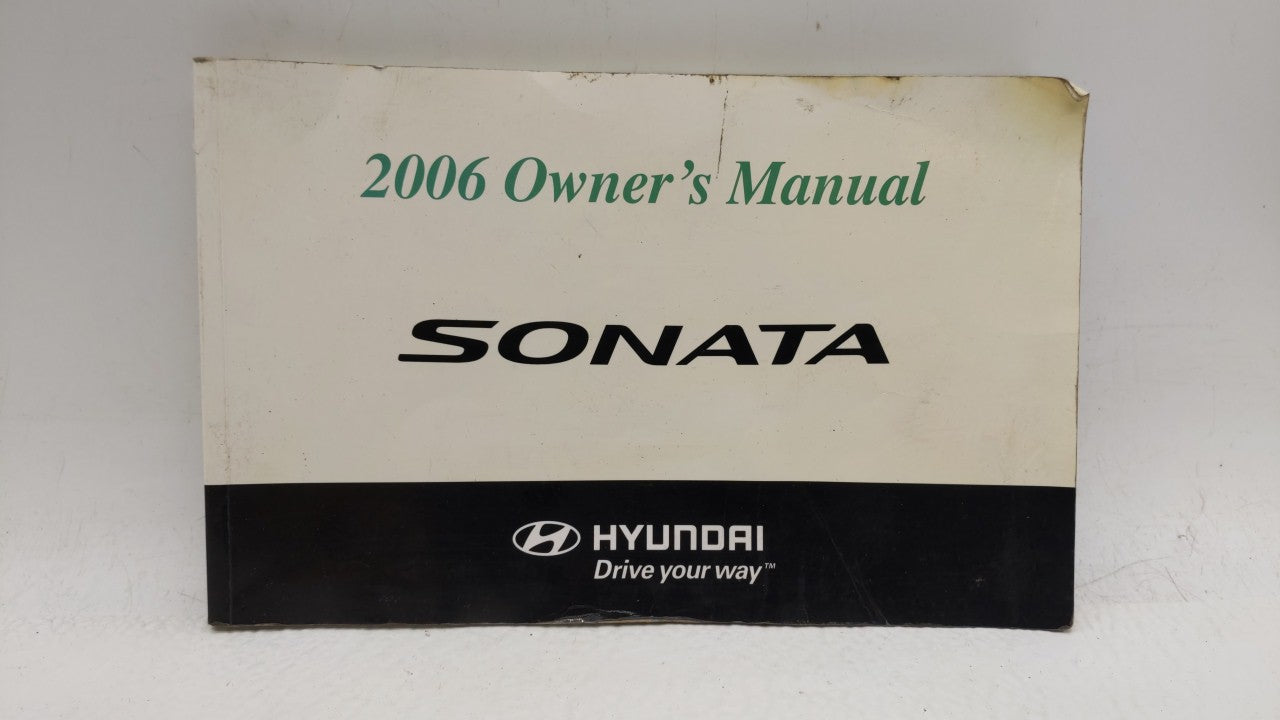 2006 Owner's Manual
SONATA
HYUNDAI
Drive your way™